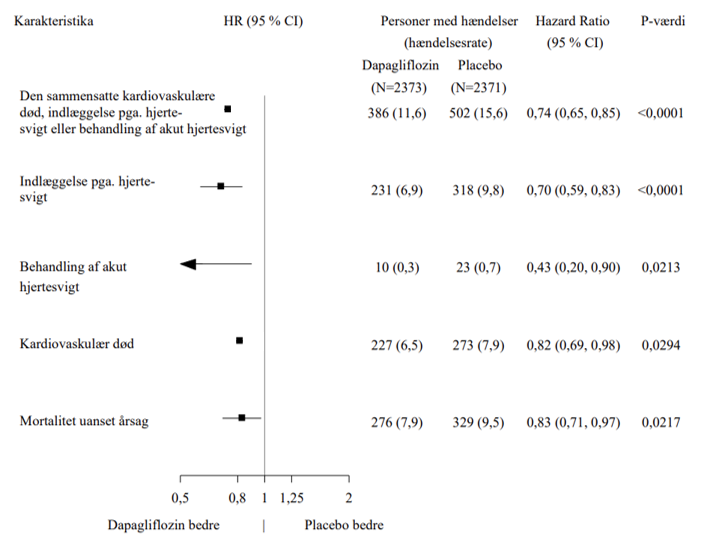 Karakteristika HR (95 % CI) Personer med hændelser Hazard Ratio P-værdi
(hændelsesrate) (95 % CI)
Dapagliflozin Placebo
(N=2373) (N=2371)
Den sammensatte kardiovaskulære
død, indlæggelse pga. hjerte-
svigt eller behandling af akut hjertesvigt
386 (11,6) 502 (15,6) 0,74 (0,65, 0,85) <0,0001
Indlæggelse pga. hjerte-
svigt
231 (6,9) 318 (9,8) 0,70 (0,59, 0,83) <0,0001
Behandling af akut
hjertesvigt
10 (0,3) 23 (0,7) 0,43 (0,20, 0,90) 0,0213
Kardiovaskulær død 227 (6,5) 273 (7,9) 0,82 (0,69, 0,98) 0,0294
Mortalitet uanset årsag 276 (7,9) 329 (9,5) 0,83 (0,71, 0,97) 0,0217
0,5 0,8 1 1,25 2
Dapagliflozin bedre | Placebo bedre